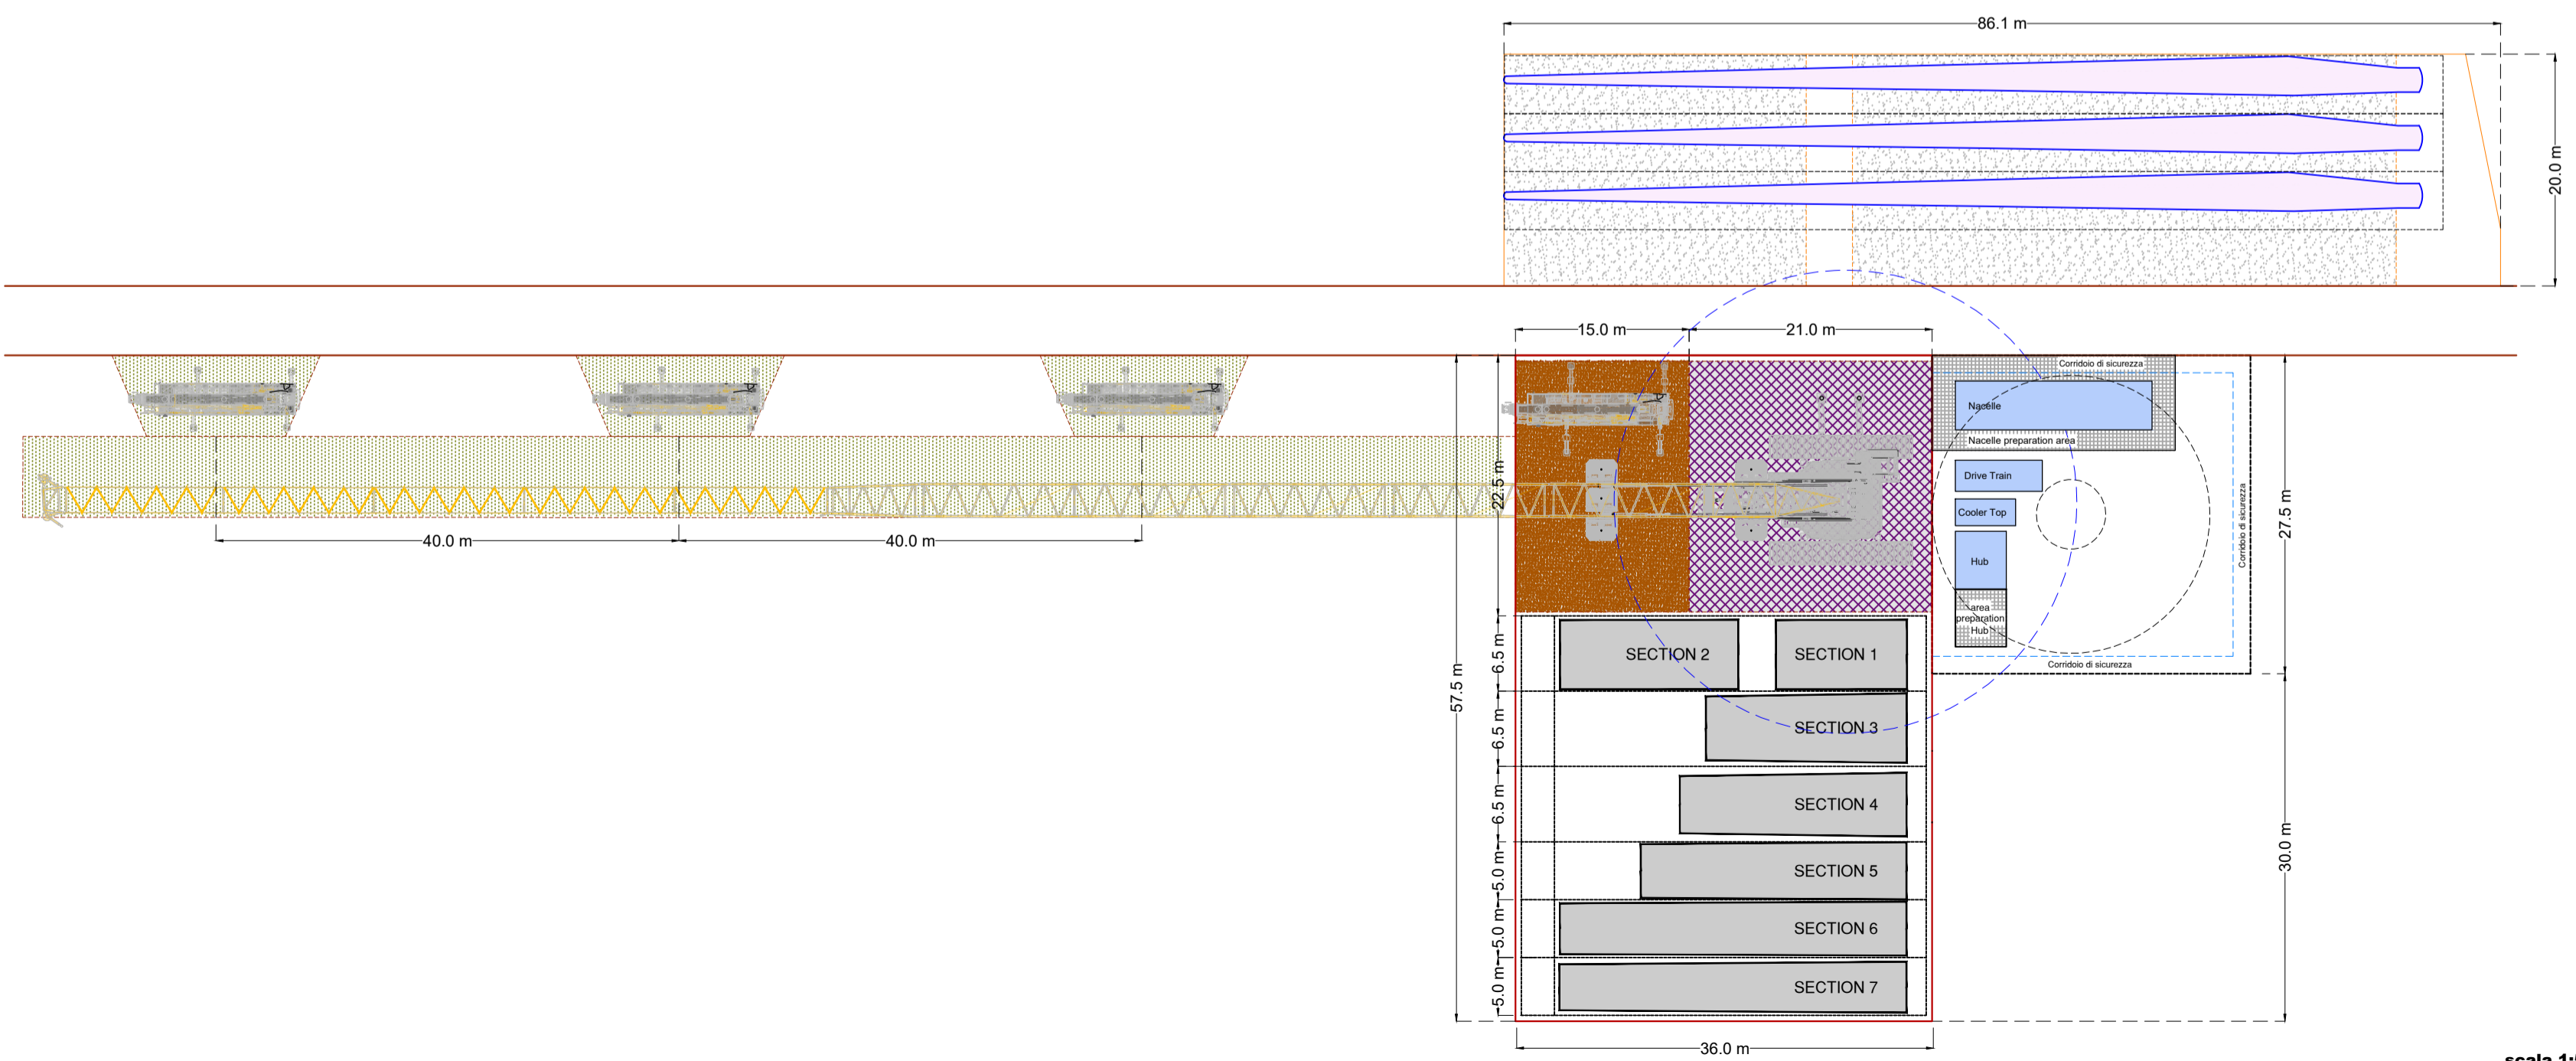 86.1 m
20.0 m
15.0 m
21.0 m
Corridoio di sicurezza
Nacelle
Nacelle preparation area
Drive Train
Cooler Top
Hub
area
preparation
Hub
Corridoio di sicurezza
Corridoio di sicurezza
22.5 m
27.5 m
40.0 m
40.0 m
57.5 m
6.5 m
SECTION 2
SECTION 1
6.5 m
SECTION 3
6.5 m
SECTION 4
5.0 m
SECTION 5
5.0 m
SECTION 6
5.0 m
SECTION 7
30.0 m
36.0 m